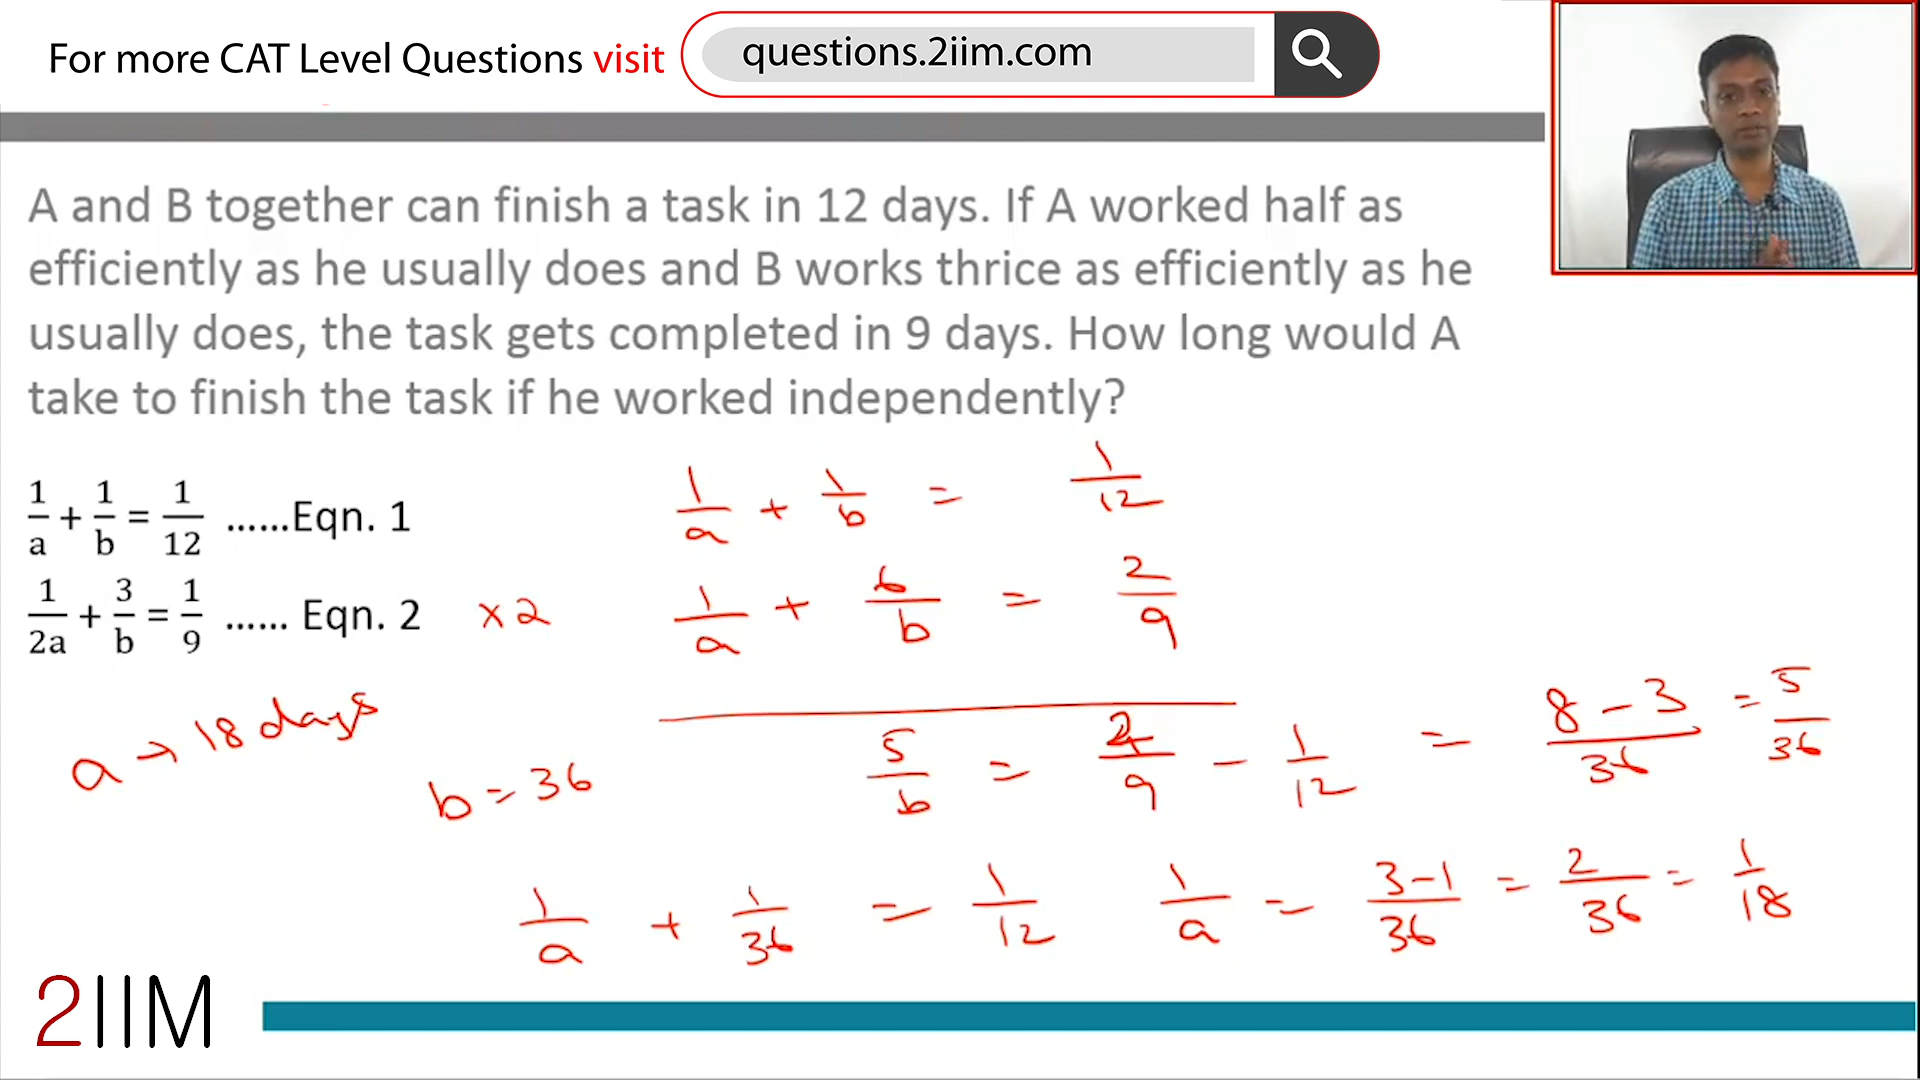 For more CAT Level Questions visit questions.2iim.com
A and B together can finish a task in 12 days. If A worked half as
efficiently as he usually does and B works thrice as efficiently as he
usually does, the task gets completed in 9 days. How long would A
take to finish the task if he worked independently?
1/a + 1/b = 1/12 ......Eqn. 1
1/a + 1/b = 1/12
1/2a + 3/b = 1/9 ...... Eqn. 2 ×2
1/a + 6/b = 2/9
a → 18 days
b = 36
5/b = 2/9 - 1/12 = 8-3/36 = 5/36
1/a + 1/36 = 1/12
1/a = 3-1/36 = 2/36 = 1/18
2IIM